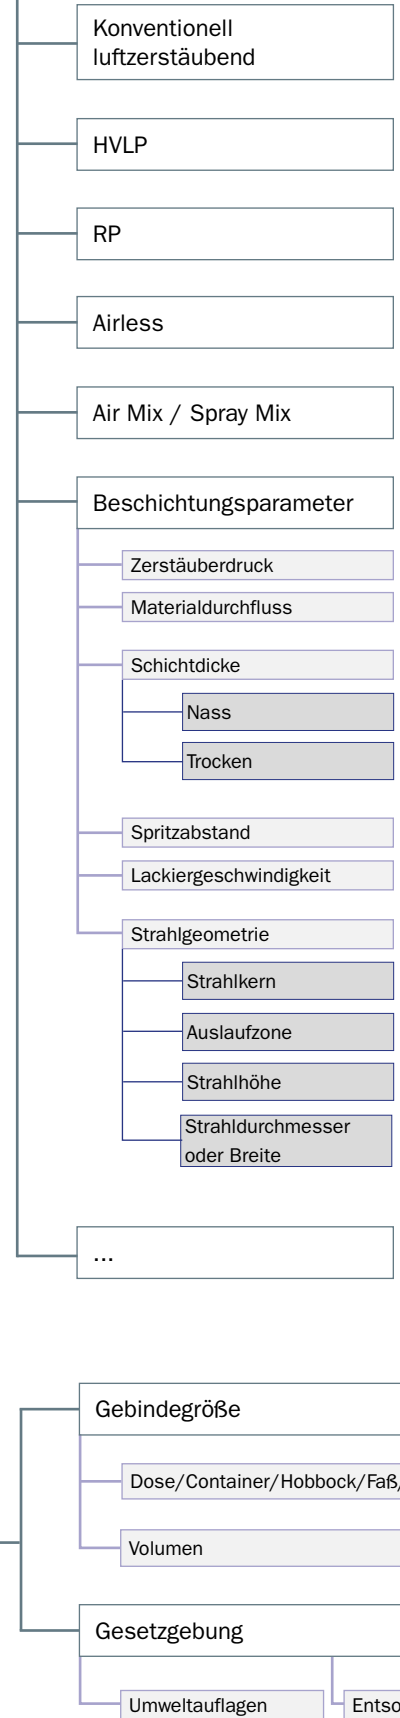 Konventionell
luftzerstäubend
HVLP
RP
Airless
Air Mix / Spray Mix
Beschichtungsparameter
Zerstäuberdruck
Materialdurchfluss
Schichtdicke
Nass
Trocken
Spritzabstand
Lackiergeschwindigkeit
Strahlgeometrie
Strahlkern
Auslaufzone
Strahlhöhe
Strahldurchmesser
oder Breite
...
Gebindegröße
Dose/Container/Hobbock/Faß/
Volumen
Gesetzgebung
Umweltauflagen